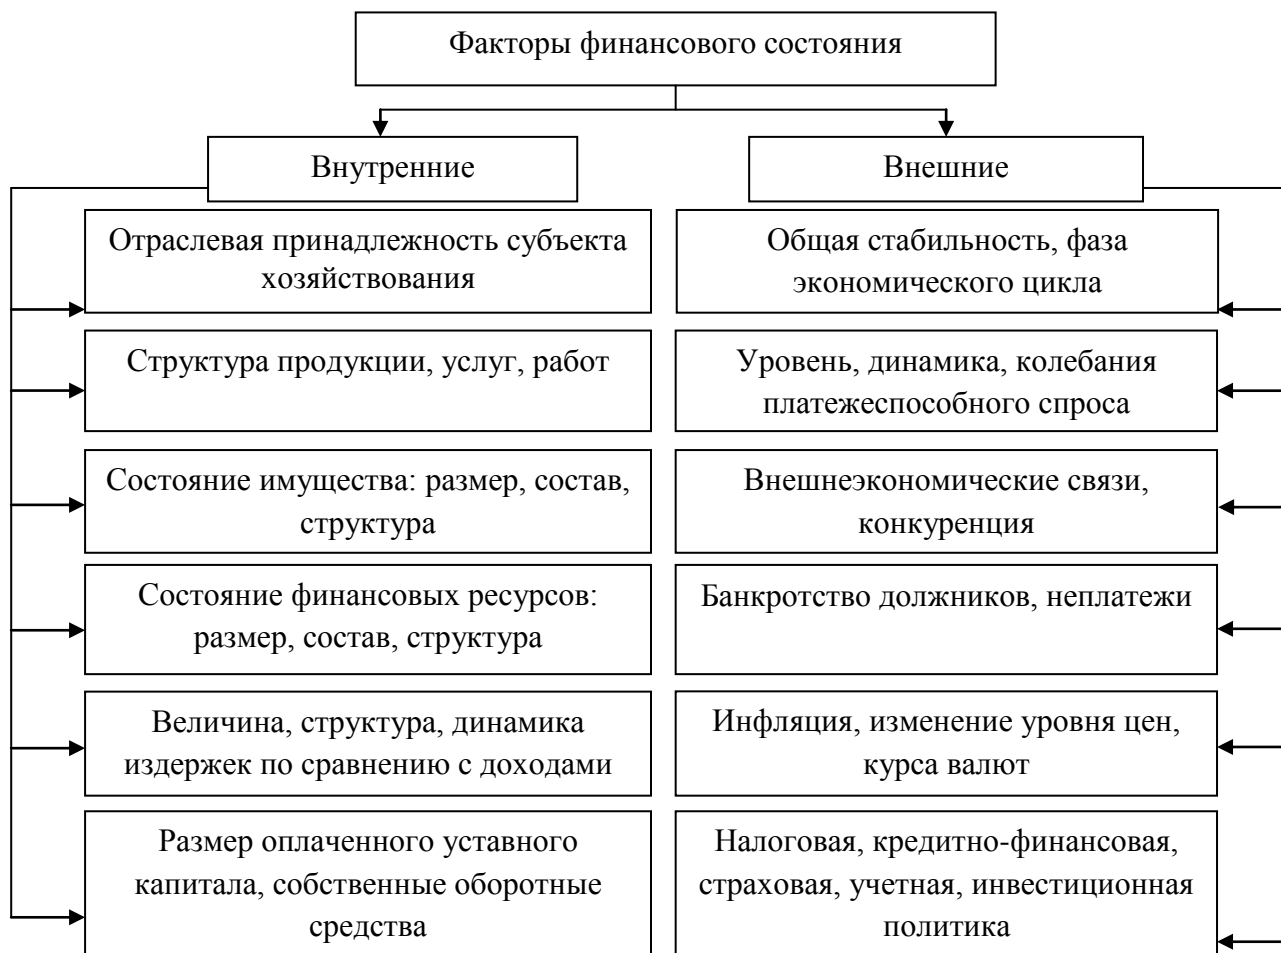 Факторы финансового состояния
Внутренние
Внешние
Отраслевая принадлежность субъекта
хозяйствования
Общая стабильность, фаза
экономического цикла
Структура продукции, услуг, работ
Уровень, динамика, колебания
платежеспособного спроса
Состояние имущества: размер, состав,
структура
Внешнеэкономические связи,
конкуренция
Состояние финансовых ресурсов:
размер, состав, структура
Банкротство должников, неплатежи
Величина, структура, динамика
издержек по сравнению с доходами
Инфляция, изменение уровня цен,
курса валют
Размер оплаченного уставного
капитала, собственные оборотные
средства
Налоговая, кредитно-финансовая,
страховая, учетная, инвестиционная
политика